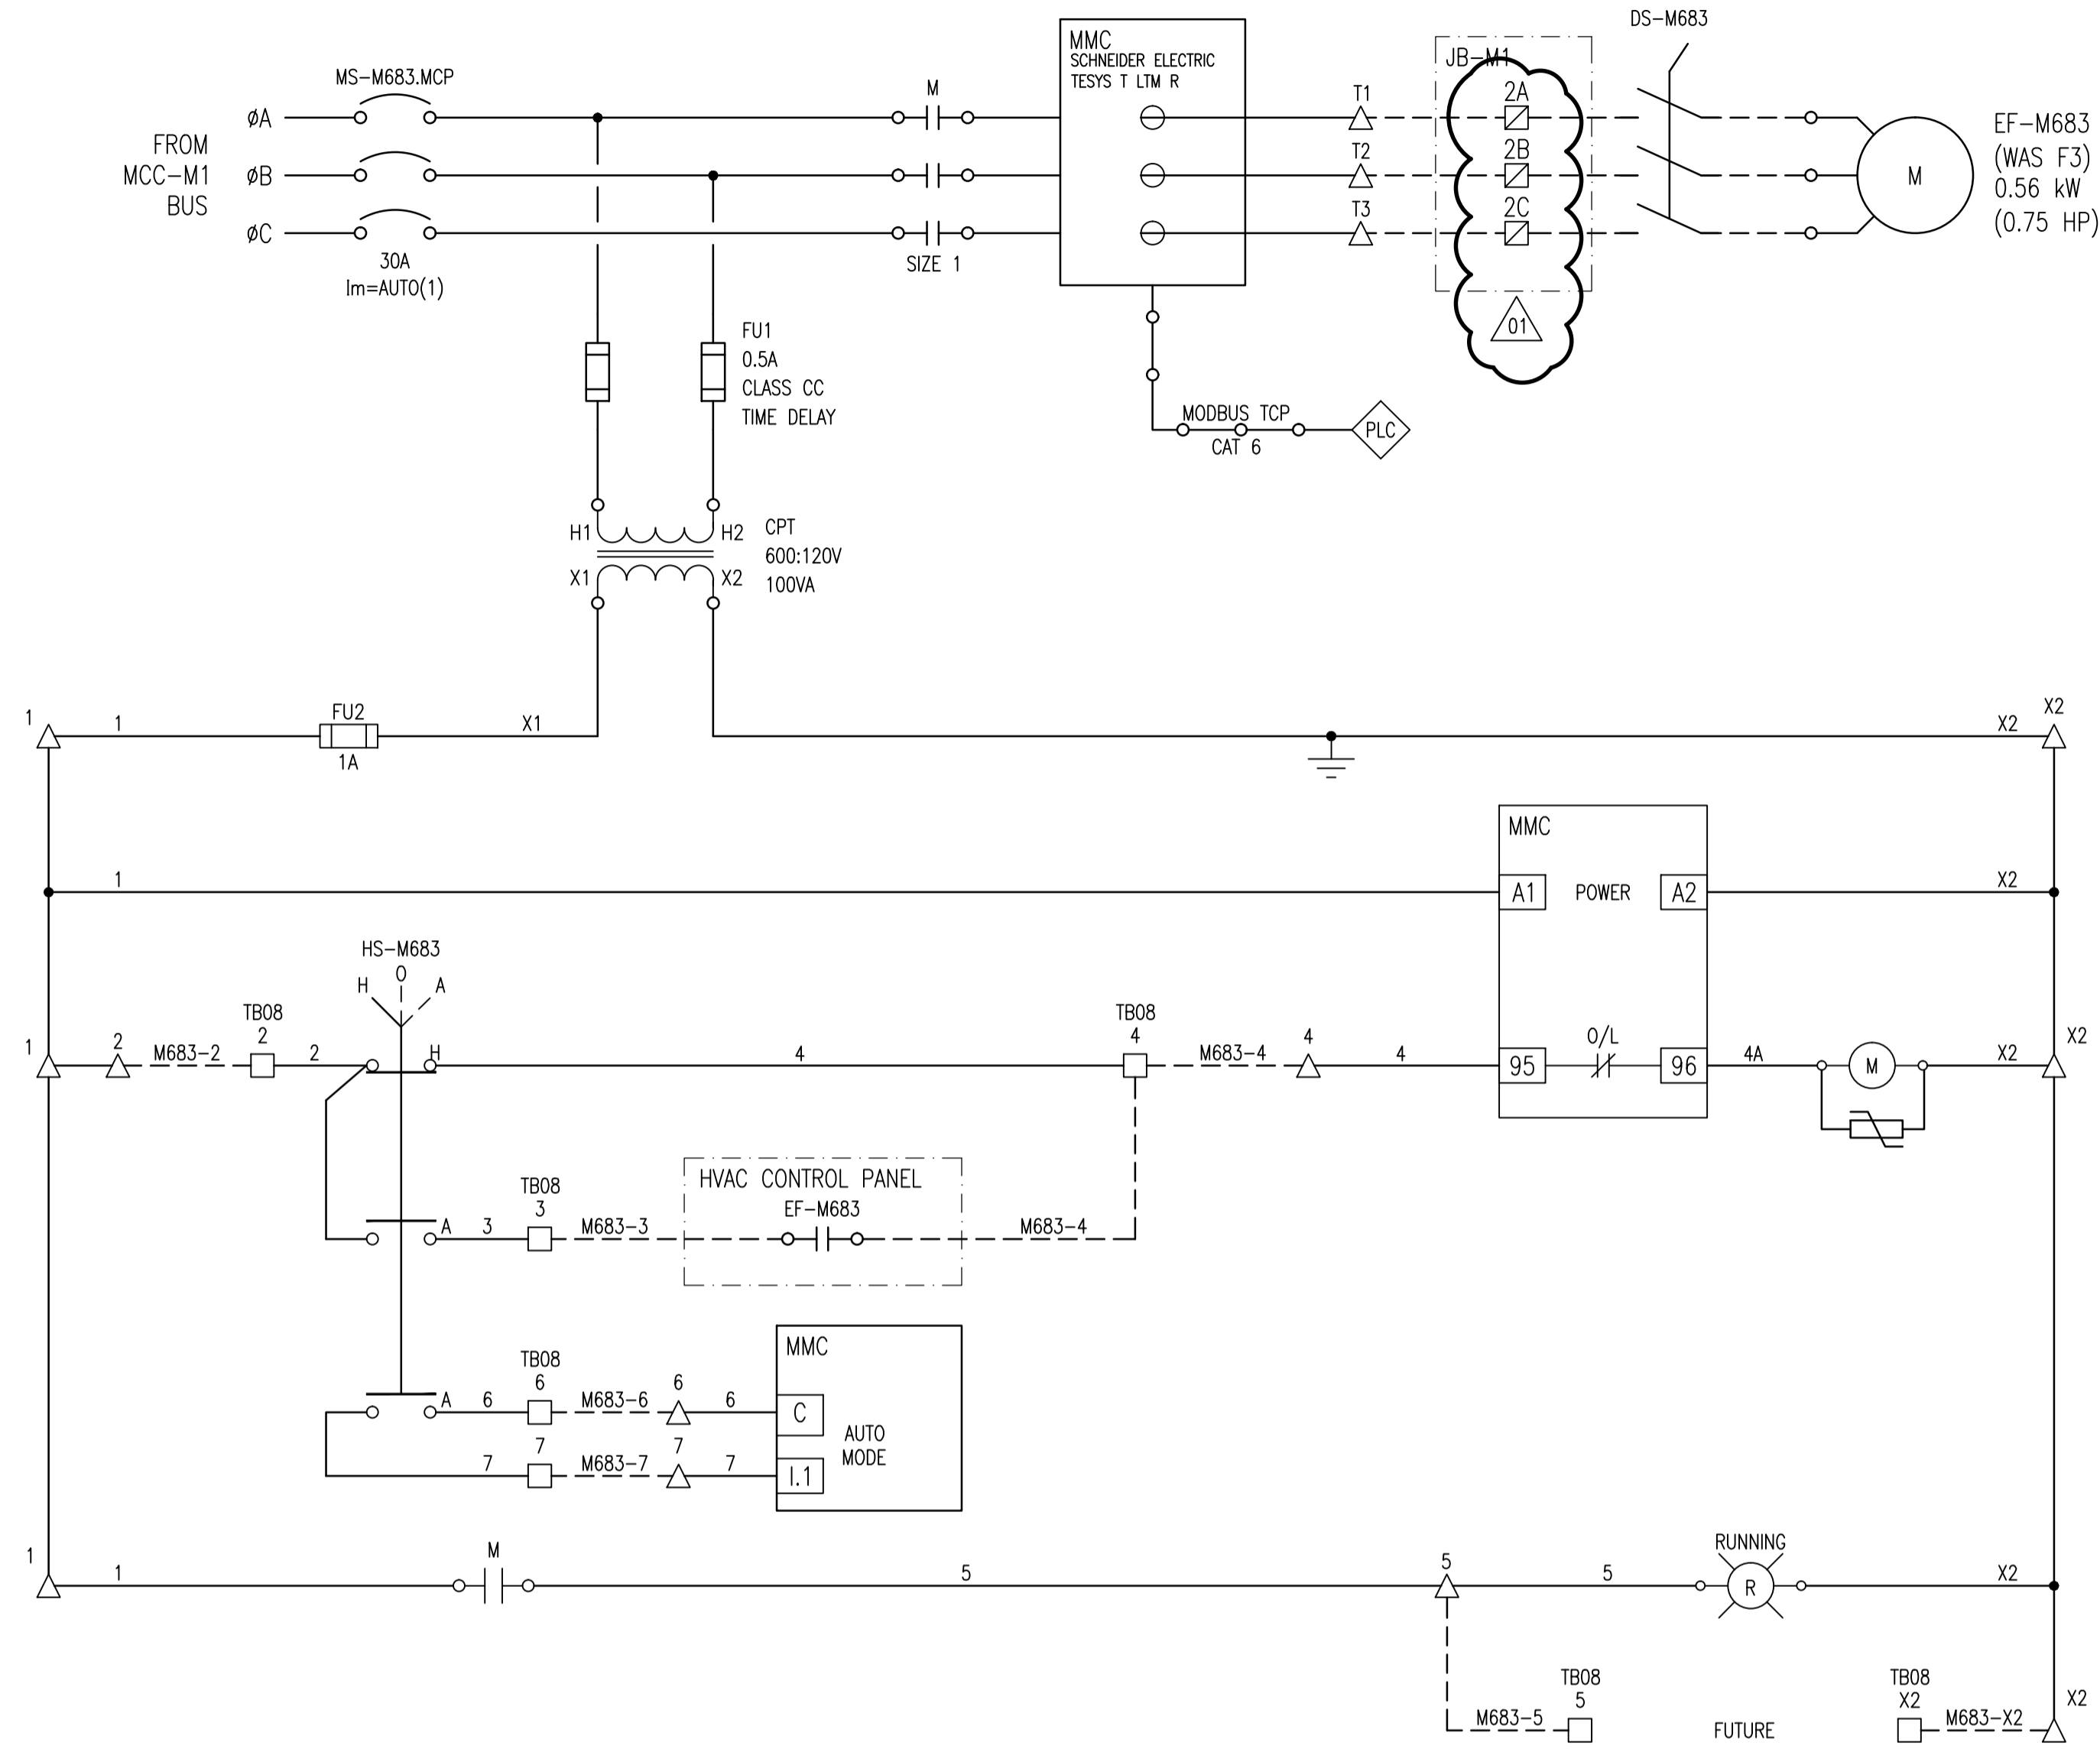 DS-M683
MMC
SCHNEIDER ELECTRIC
TESYS T LTM R
JB-M1
MS-M683.MCP
M
T1
2A
T2
2B
T3
2C
FROM
MCC-M1
BUS
ØA
ØB
ØC
30A
Im=AUTO(1)
SIZE 1
M
EF-M683
(WAS F3)
0.56 kW
(0.75 HP)
01
FU1
0.5A
CLASS CC
TIME DELAY
MODBUS TCP
CAT 6
PLC
H1
H2
X1
X2
CPT
600:120V
100VA
1
1
FU2
1A
X1
X2
X2
1
MMC
A1
POWER
A2
X2
HS-M683
H
O
A
1
2
M683-2
TB08
2
2
H
4
TB08
4
M683-4
4
4
95
O/L
96
4A
M
X2
X2
A
3
TB08
3
M683-3
HVAC CONTROL PANEL
EF-M683
M683-4
A
6
TB08
6
M683-6
6
6
MMC
C
AUTO
MODE
7
7
M683-7
7
7
I.1
1
1
M
5
5
5
RUNNING
R
X2
M683-5
TB08
5
FUTURE
TB08
X2
M683-X2
X2